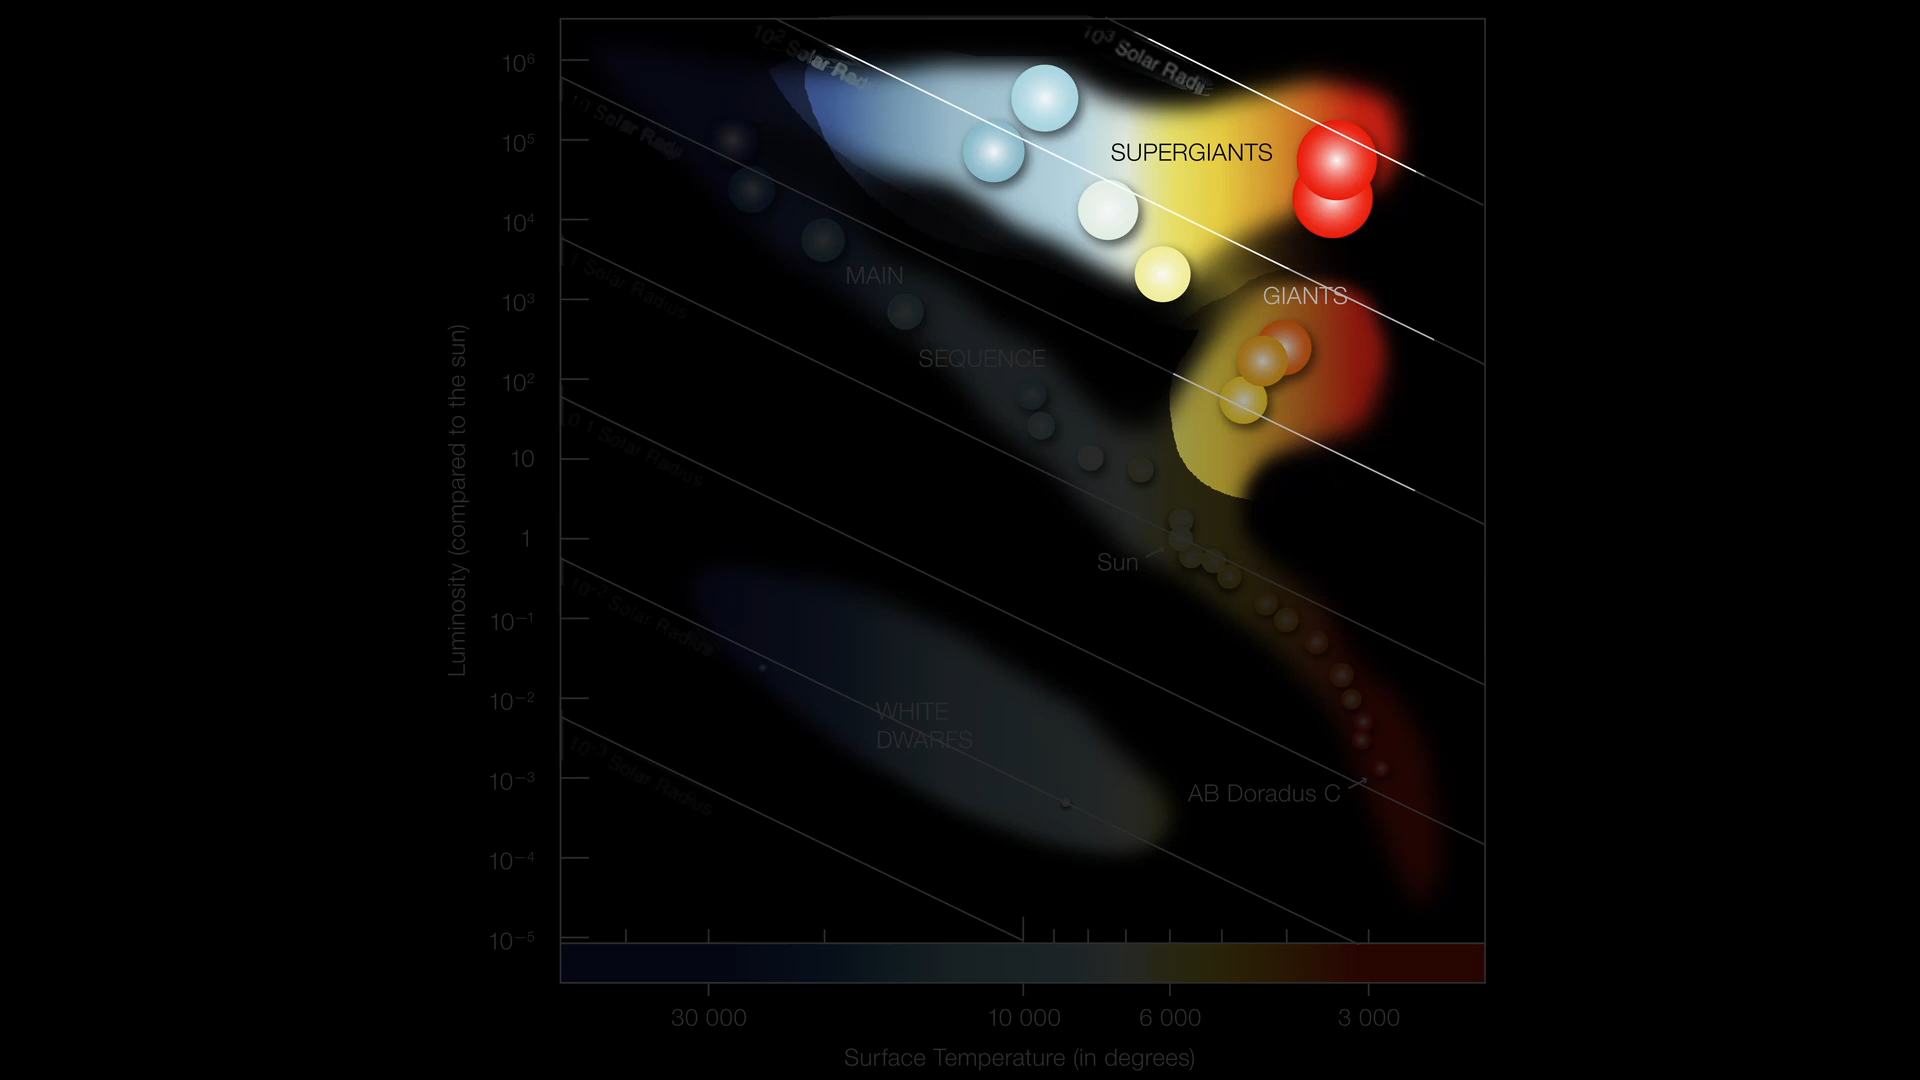 10² Solar Radii
10³ Solar Radii
10⁶
10 Solar Radii
10⁵
SUPERGIANTS
10⁴
1 Solar Radius
MAIN
10³
GIANTS
SEQUENCE
10²
0.1 Solar Radius
10
1
Sun
10⁻² Solar Radius
10⁻¹
Luminosity (compared to the sun)
10⁻²
WHITE
DWARFS
10⁻³ Solar Radius
10⁻³
AB Doradus C
10⁻⁴
10⁻⁵
30 000
10 000
6 000
3 000
Surface Temperature (in degrees)